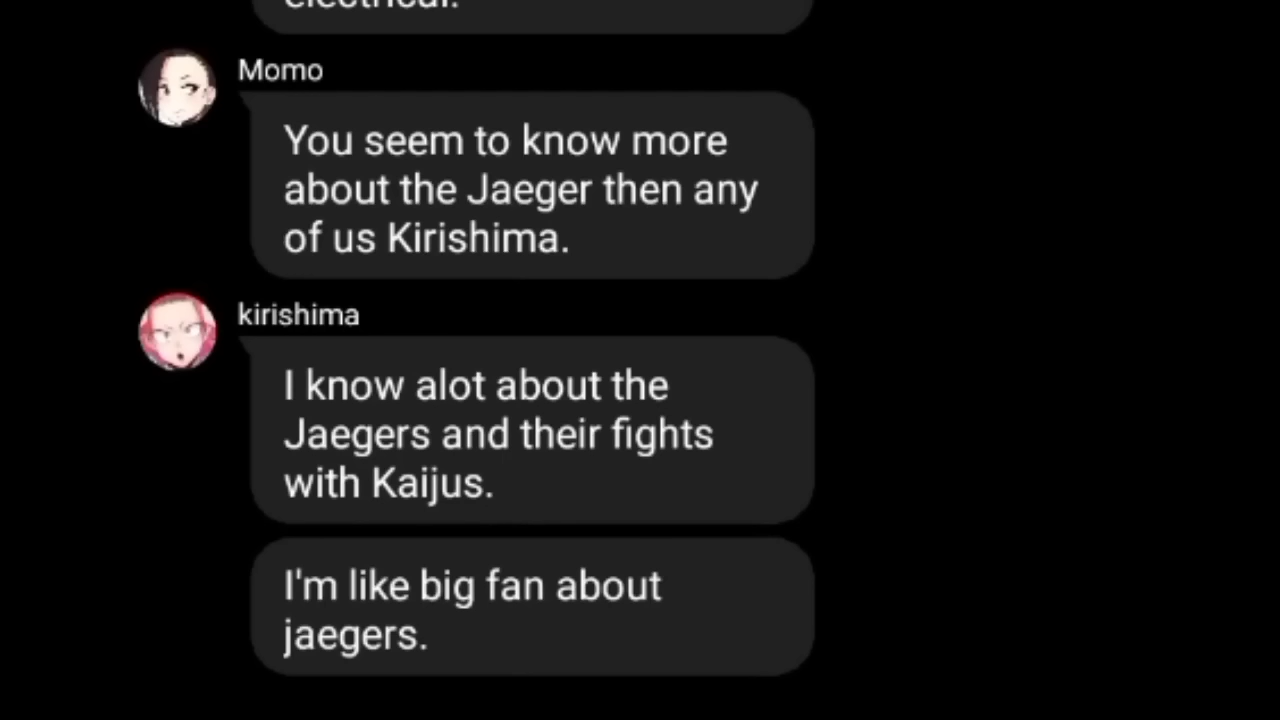 electrical.
Momo
You seem to know more
about the Jaeger then any
of us Kirishima.
kirishima
I know alot about the
Jaegers and their fights
with Kaijus.
I'm like big fan about
jaegers.